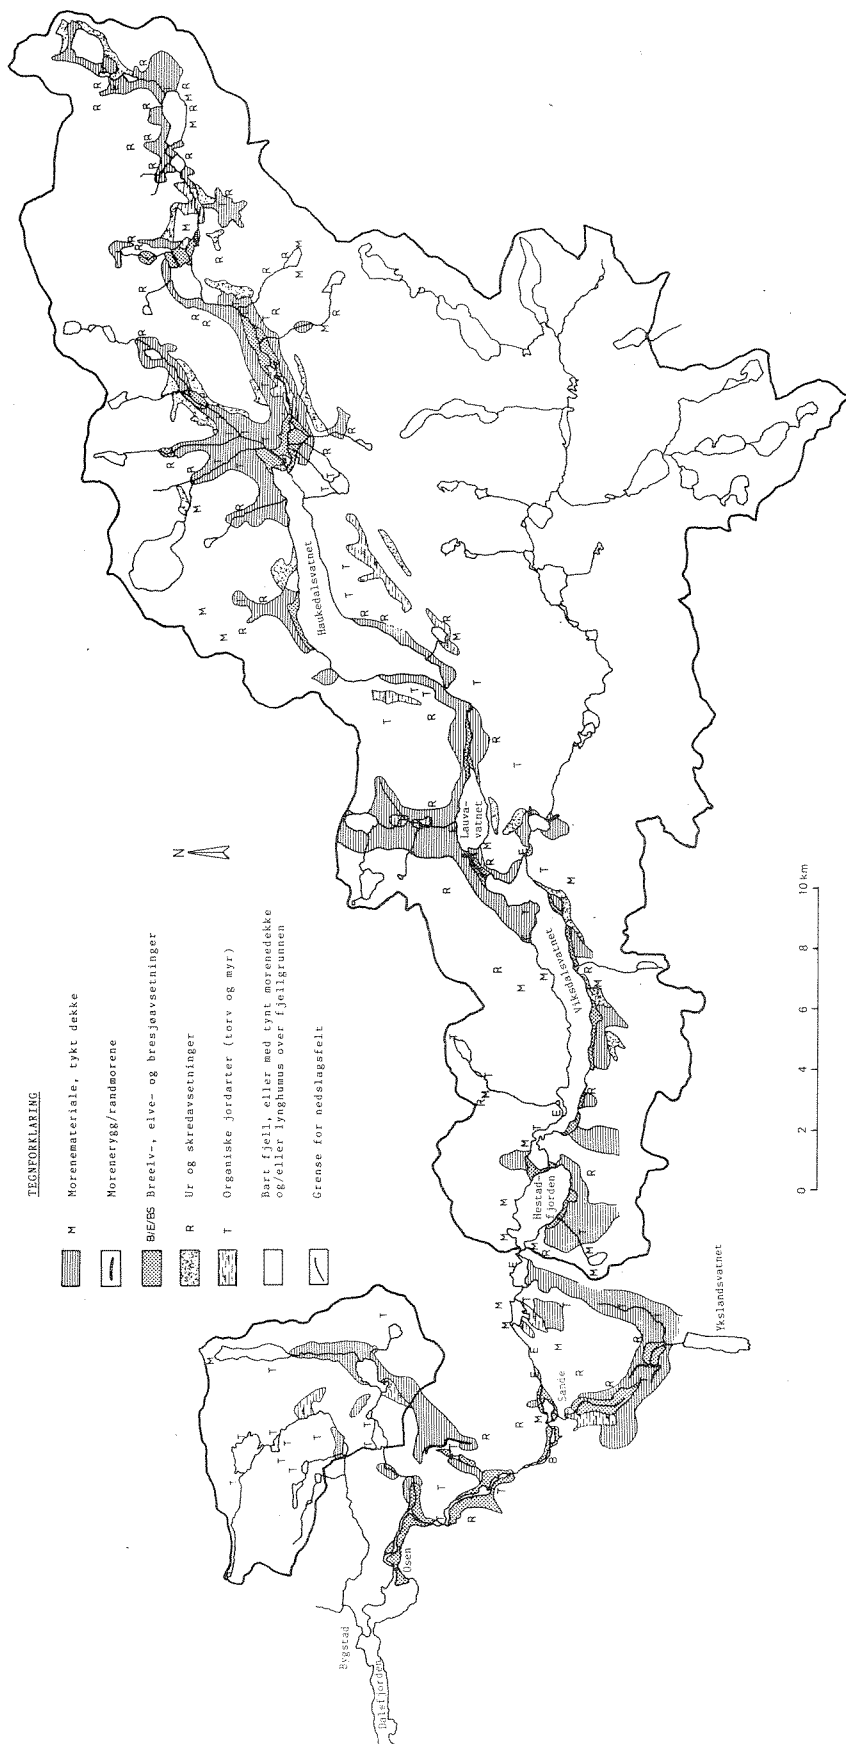 TEGNFORKLARING
M Morenemateriale, tykt dekke
Morenerygg/randmorene
B/E/BS Breelv-, elve- og bresjøavsetninger
R Ur og skredavsetninger
T Organiske jordarter (torv og myr)
Bart fjell, eller med tynt morenedekke
og/eller lynghumus over fjellgrunnen
Grense for nedslagsfelt
N
0 2 4 6 8 10 km
Bygstad
Dalsfjorden
Osen
Sande
Ykslandsvatnet
Hestad-
fjorden
Viksdalsvatnet
Lauva-
vatnet
Haukedalsvatnet